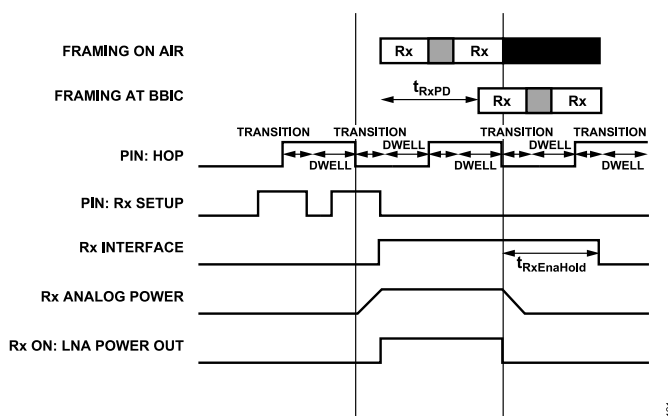 FRAMING ON AIR
Rx
Rx
FRAMING AT BBIC
tRxPD
Rx
Rx
TRANSITION
TRANSITION
TRANSITION
TRANSITION
PIN: HOP
DWELL
DWELL
DWELL
DWELL
DWELL
DWELL
PIN: Rx SETUP
Rx INTERFACE
tRxEnaHold
Rx ANALOG POWER
Rx ON: LNA POWER OUT